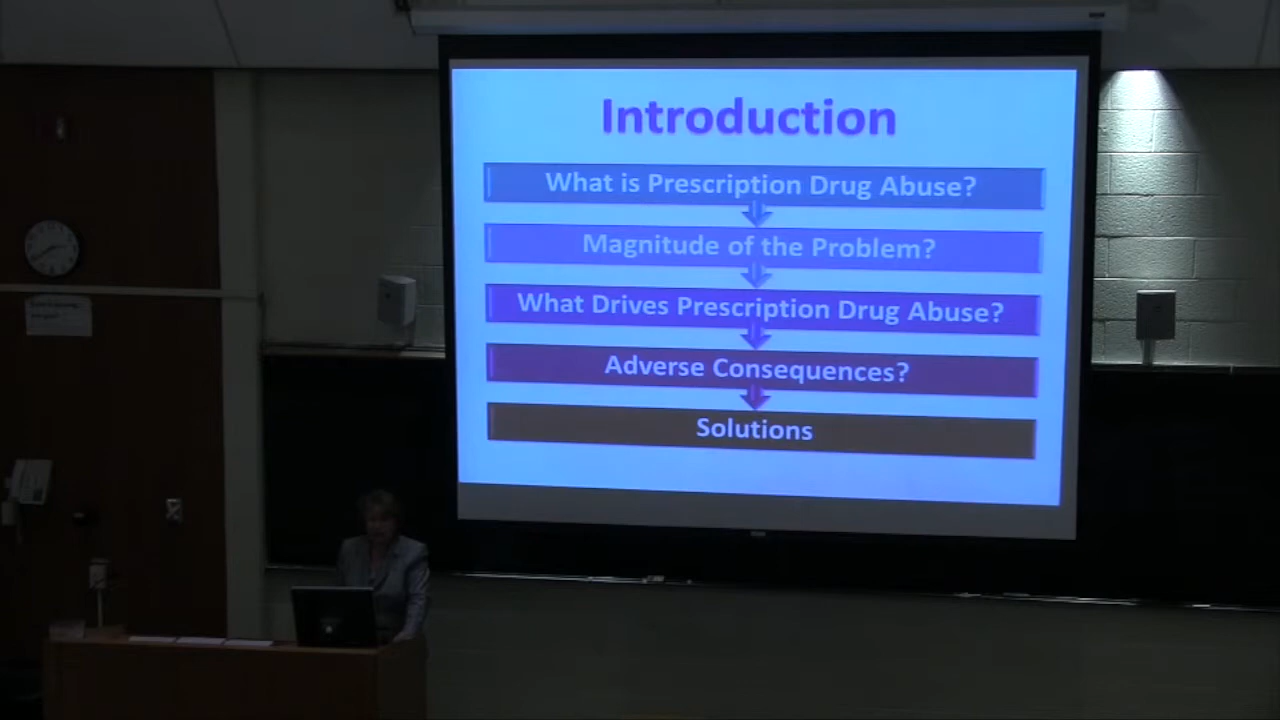 Introduction
What is Prescription Drug Abuse?
Magnitude of the Problem?
What Drives Prescription Drug Abuse?
Adverse Consequences?
Solutions